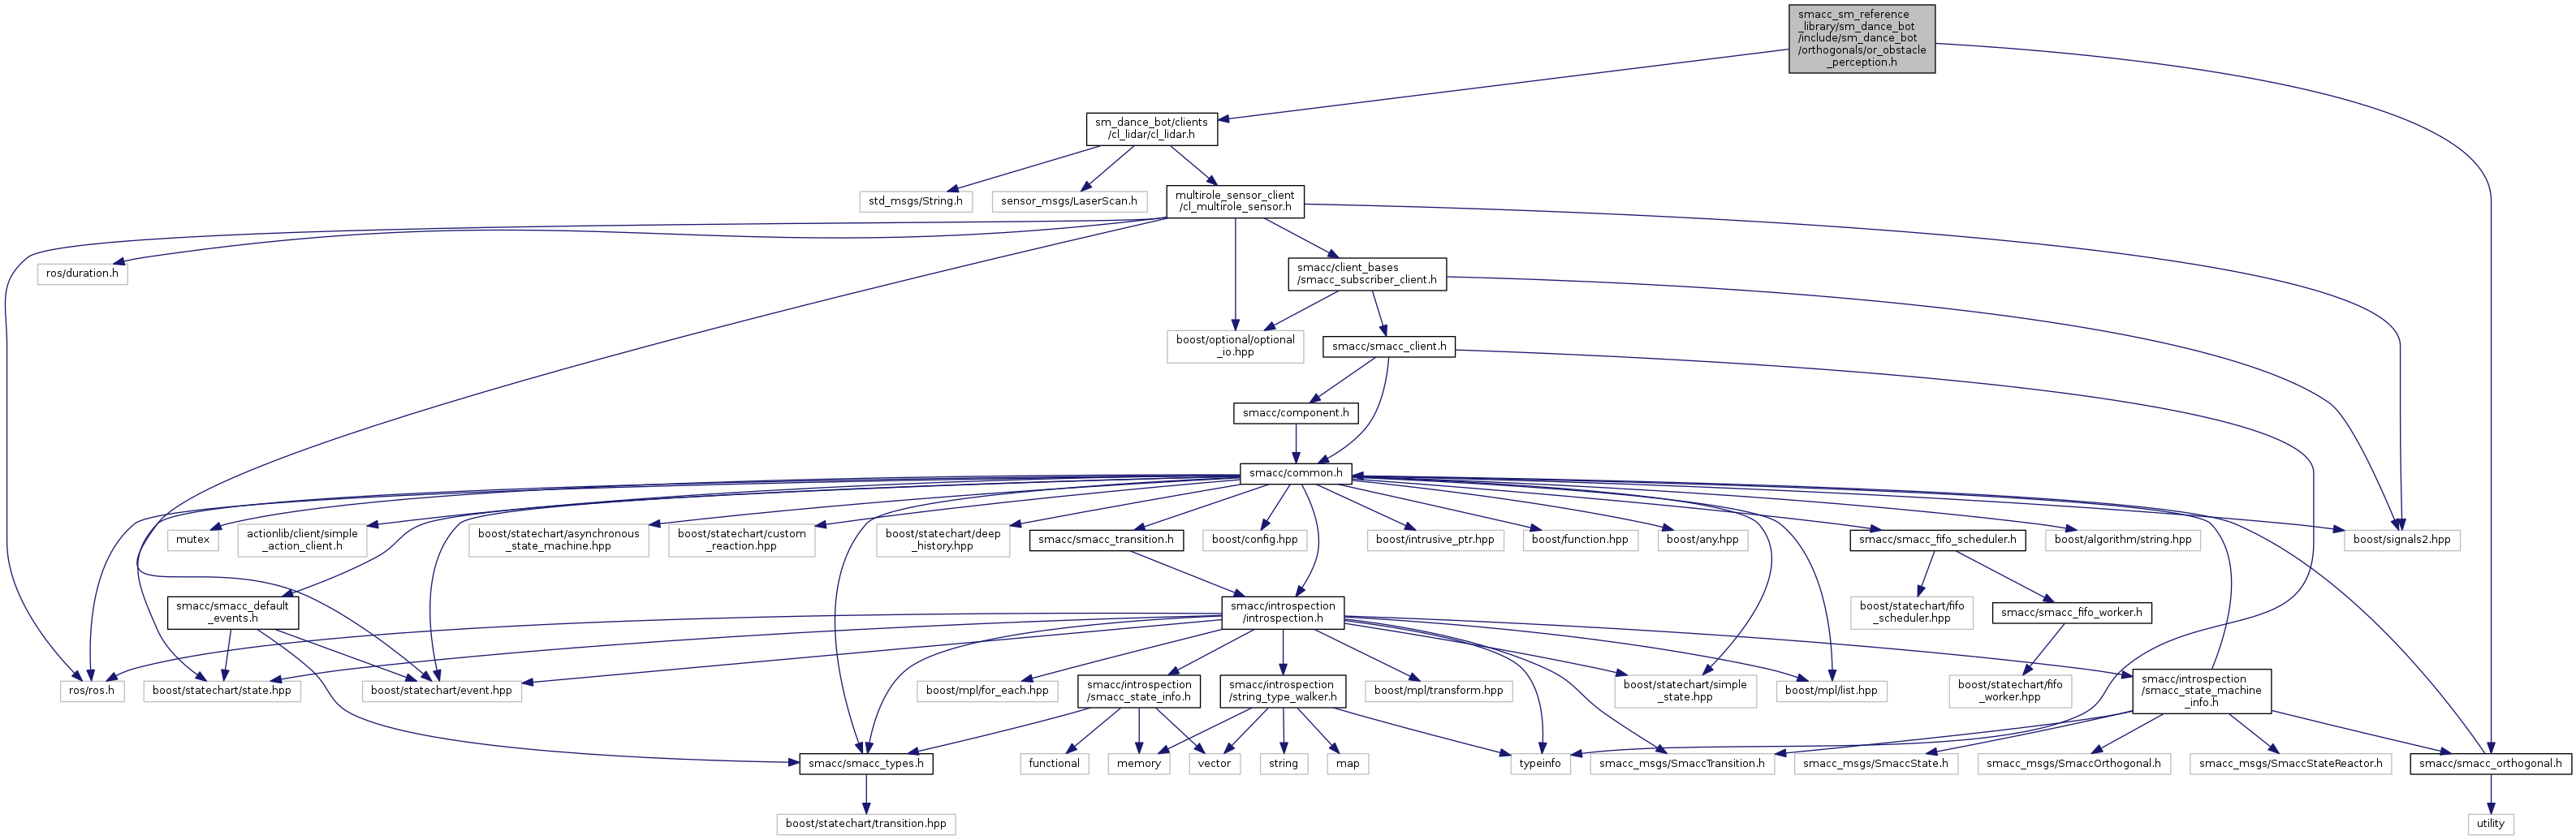 smacc_sm_reference
_library/sm_dance_bot
/include/sm_dance_bot
/orthogonals/or_obstacle
_perception.h
sm_dance_bot/clients
/cl_lidar/cl_lidar.h
std_msgs/String.h
sensor_msgs/LaserScan.h
multirole_sensor_client
/cl_multirole_sensor.h
ros/duration.h
smacc/client_bases
/smacc_subscriber_client.h
boost/optional/optional
_io.hpp
smacc/smacc_client.h
smacc/component.h
smacc/common.h
mutex
actionlib/client/simple
_action_client.h
boost/statechart/asynchronous
_state_machine.hpp
boost/statechart/custom
_reaction.hpp
boost/statechart/deep
_history.hpp
smacc/smacc_transition.h
boost/config.hpp
boost/intrusive_ptr.hpp
boost/function.hpp
boost/any.hpp
smacc/smacc_fifo_scheduler.h
boost/algorithm/string.hpp
boost/signals2.hpp
smacc/smacc_default
_events.h
smacc/introspection
/introspection.h
boost/statechart/fifo
_scheduler.hpp
smacc/smacc_fifo_worker.h
ros/ros.h
boost/statechart/state.hpp
boost/statechart/event.hpp
boost/mpl/for_each.hpp
smacc/introspection
/smacc_state_info.h
smacc/introspection
/string_type_walker.h
boost/mpl/transform.hpp
boost/statechart/simple
_state.hpp
boost/mpl/list.hpp
boost/statechart/fifo
_worker.hpp
smacc/introspection
/smacc_state_machine
_info.h
smacc/smacc_types.h
functional
memory
vector
string
map
typeinfo
smacc_msgs/SmaccTransition.h
smacc_msgs/SmaccState.h
smacc_msgs/SmaccOrthogonal.h
smacc_msgs/SmaccStateReactor.h
smacc/smacc_orthogonal.h
boost/statechart/transition.hpp
utility